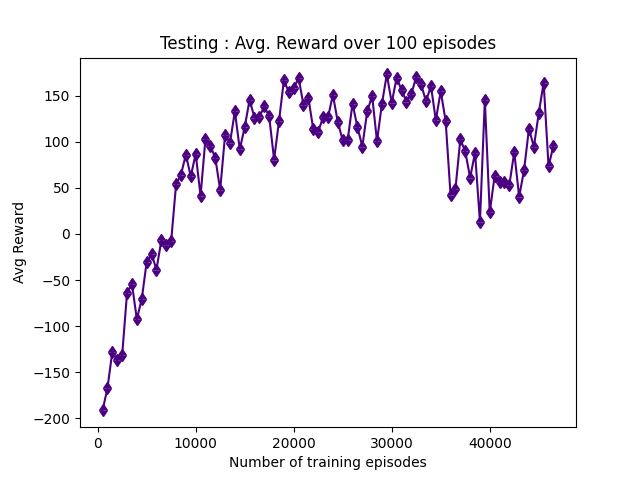 Testing : Avg. Reward over 100 episodes
150
100
50
0
−50
−100
−150
−200
Avg Reward
0 10000 20000 30000 40000
Number of training episodes